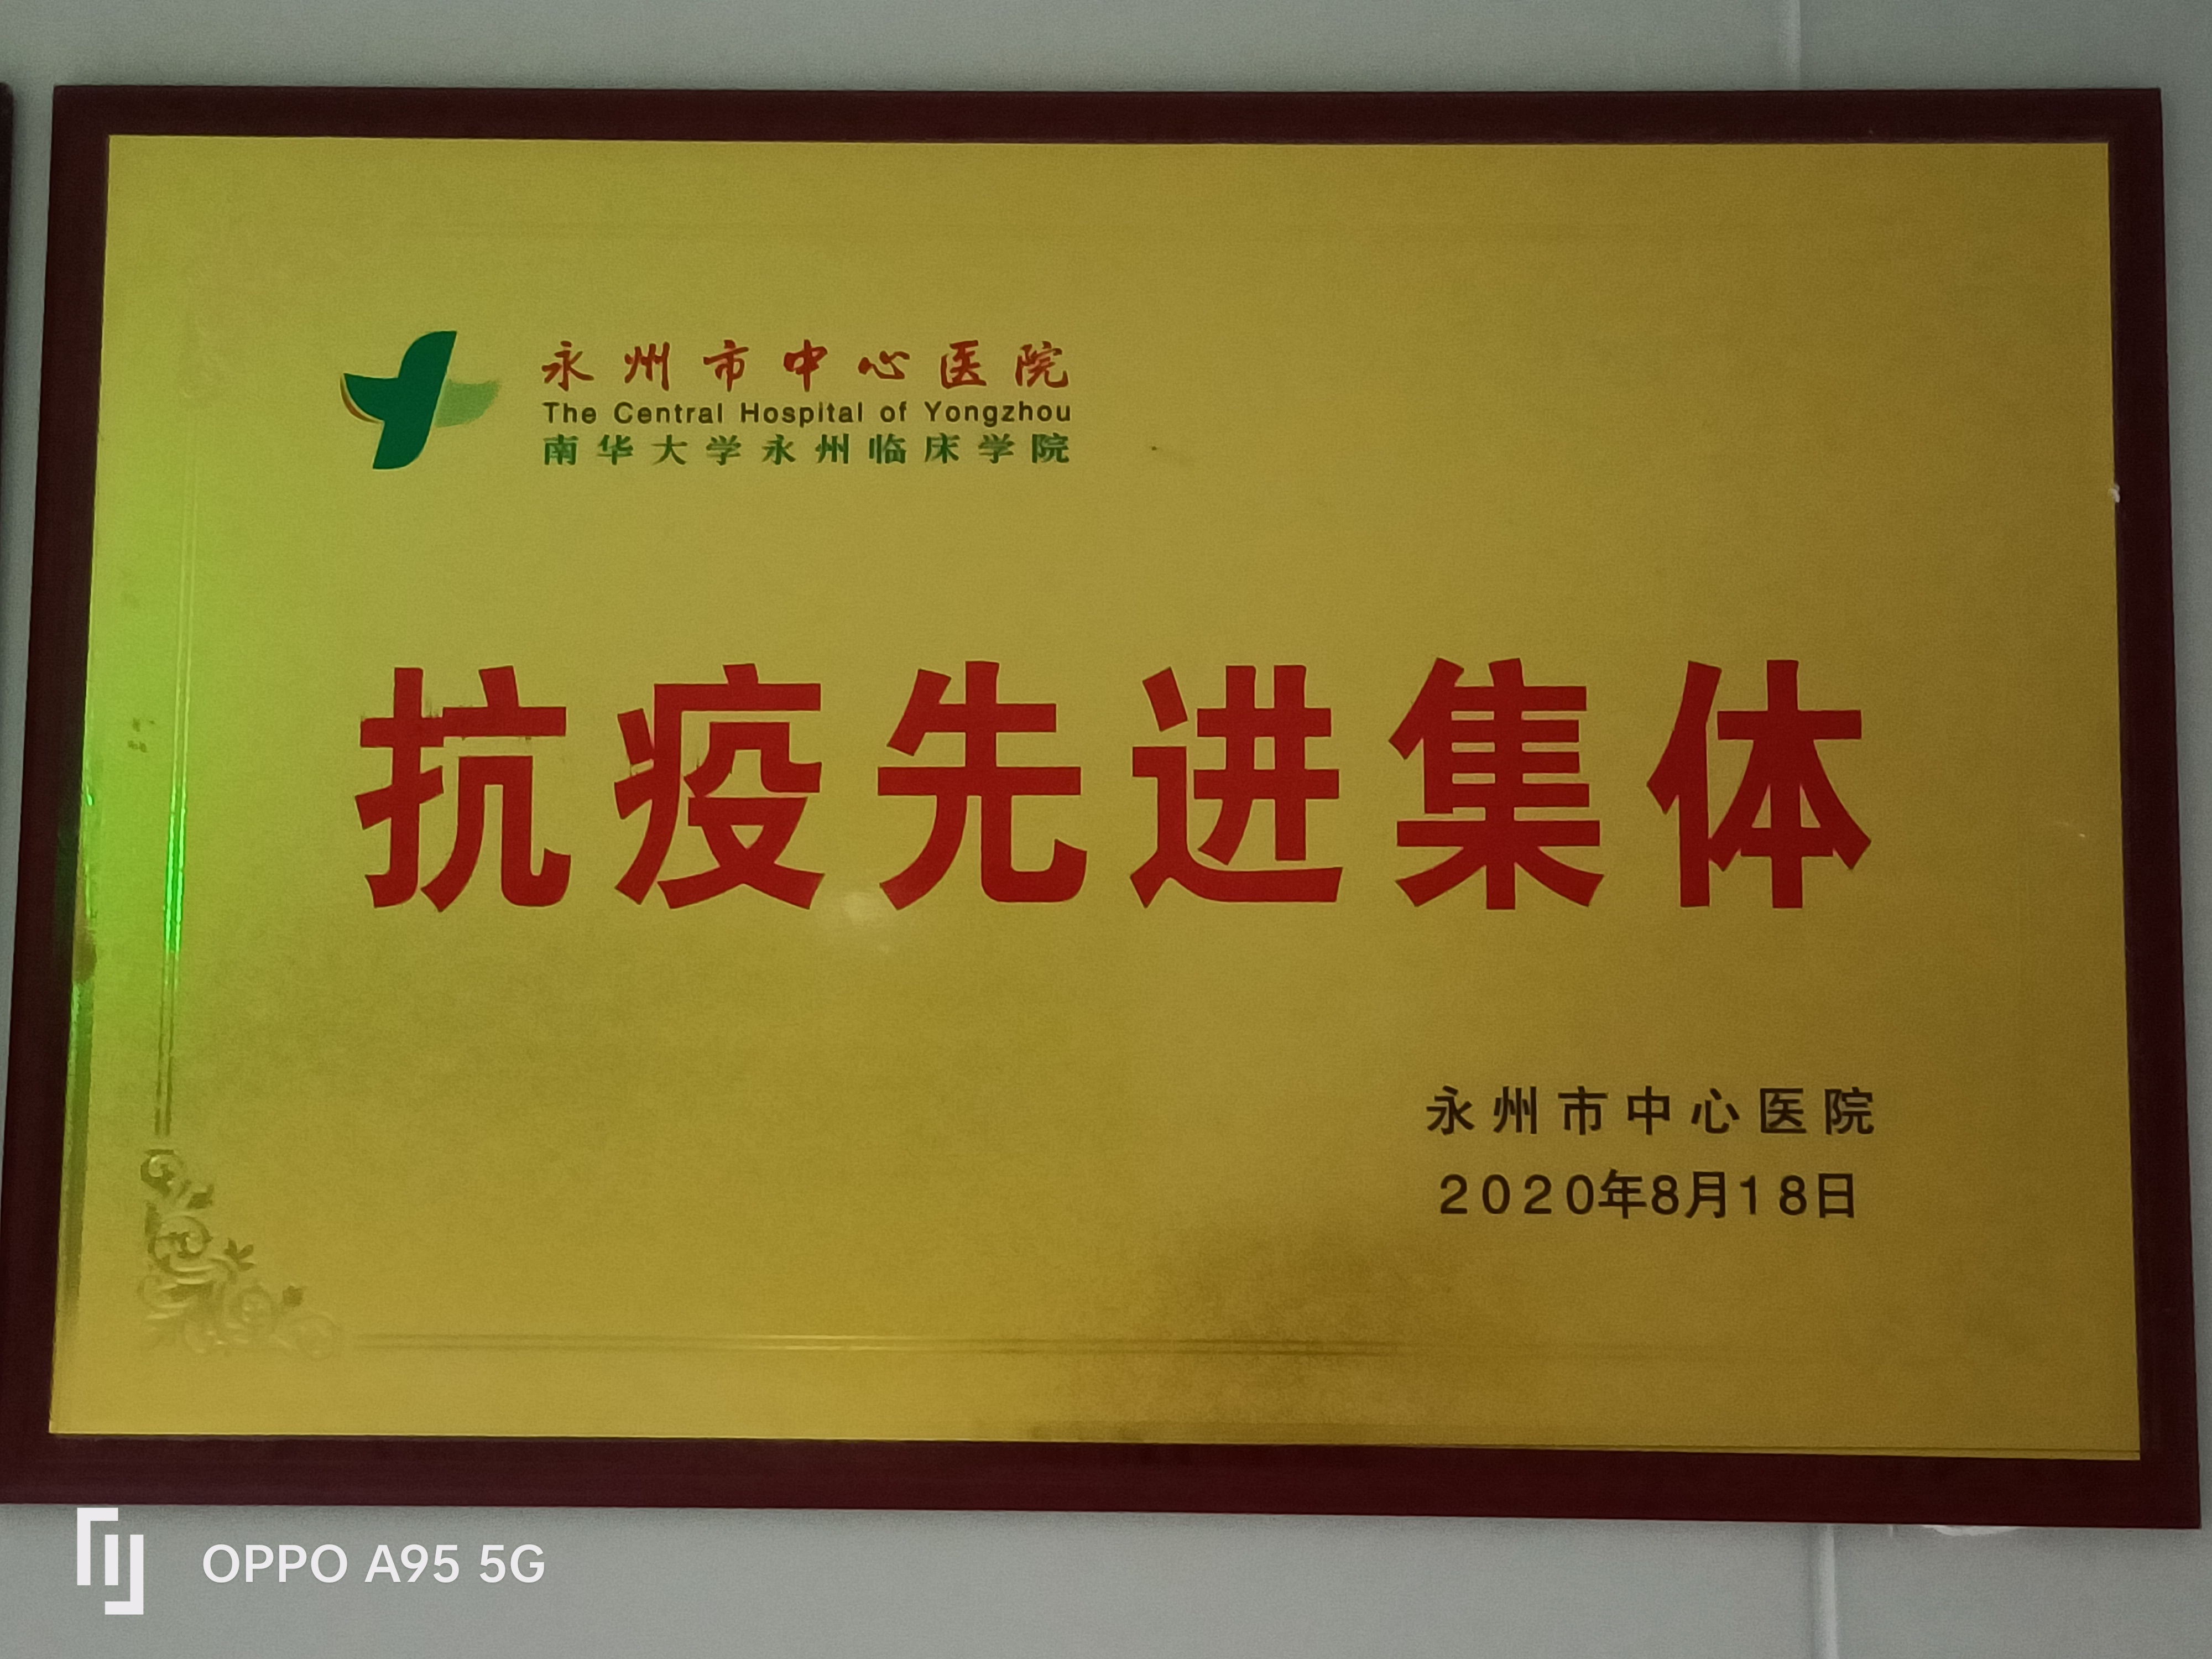 永州市中心医院
The Central Hospital of Yongzhou
南华大学永州临床学院
抗疫先进集体
永州市中心医院
2020年8月18日
OPPO A95 5G